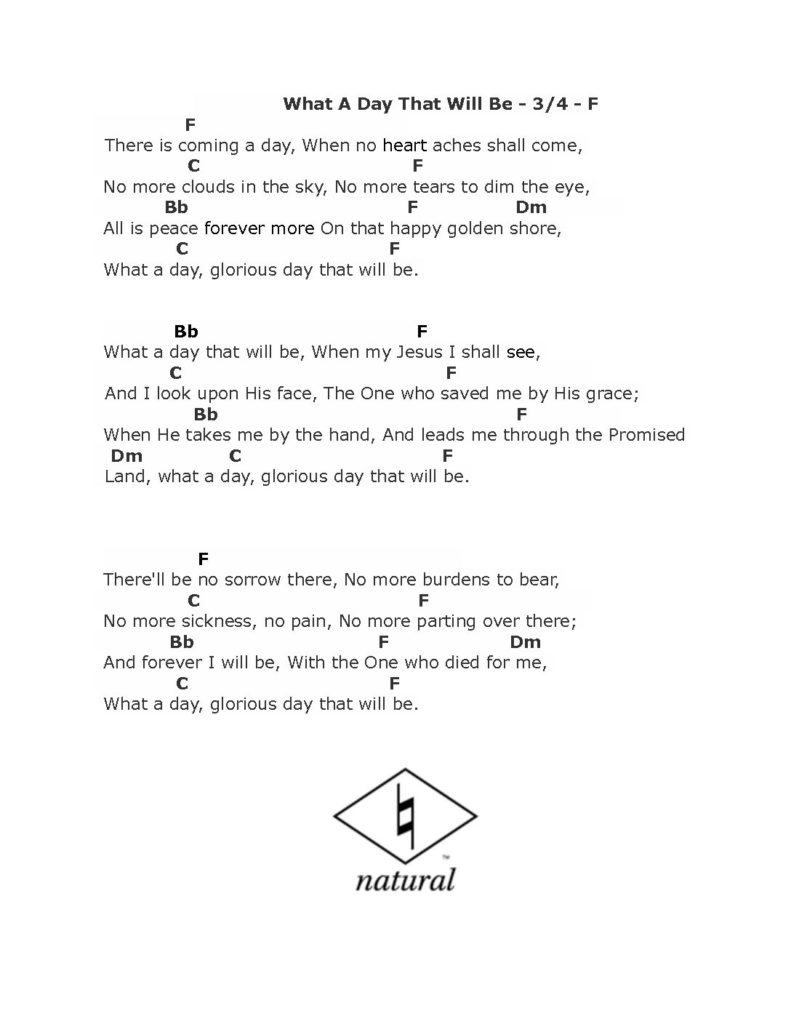 What A Day That Will Be - 3/4 - F
F
There is coming a day, When no heart aches shall come,
C F
No more clouds in the sky, No more tears to dim the eye,
Bb F Dm
All is peace forever more On that happy golden shore,
C F
What a day, glorious day that will be.
Bb F
What a day that will be, When my Jesus I shall see,
C F
And I look upon His face, The One who saved me by His grace;
Bb F
When He takes me by the hand, And leads me through the Promised
Dm C F
Land, what a day, glorious day that will be.
F
There'll be no sorrow there, No more burdens to bear,
C F
No more sickness, no pain, No more parting over there;
Bb F Dm
And forever I will be, With the One who died for me,
C F
What a day, glorious day that will be.
™
natural